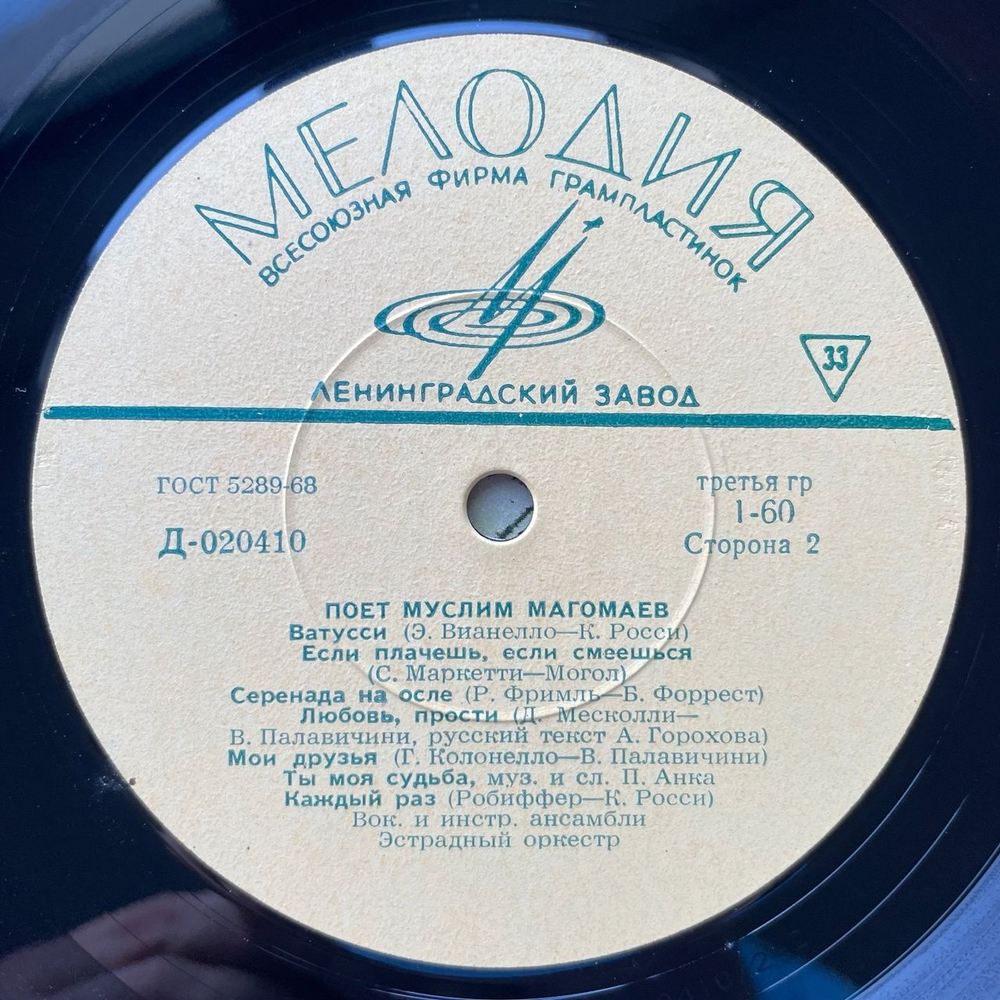 МЕЛОДИЯ
ВСЕСОЮЗНАЯ ФИРМА ГРАМПЛАСТИНОК
33
ЛЕНИНГРАДСКИЙ ЗАВОД
ГОСТ 5289-68
третья гр
1-60
Д-020410
Сторона 2
ПОЕТ МУСЛИМ МАГОМАЕВ
Ватусси (Э. Вианелло—К. Росси)
Если плачешь, если смеешься
(С. Маркетти—Могол)
Серенада на осле (Р. Фримль—Б. Форрест)
Любовь, прости (Д. Месколли—
В. Палавичини, русский текст А. Горохова)
Мои друзья (Г. Колонелло—В. Палавичини)
Ты моя судьба, муз. и сл. П. Анка
Каждый раз (Робиффер—К. Росси)
Вок. и инстр. ансамбли
Эстрадный оркестр